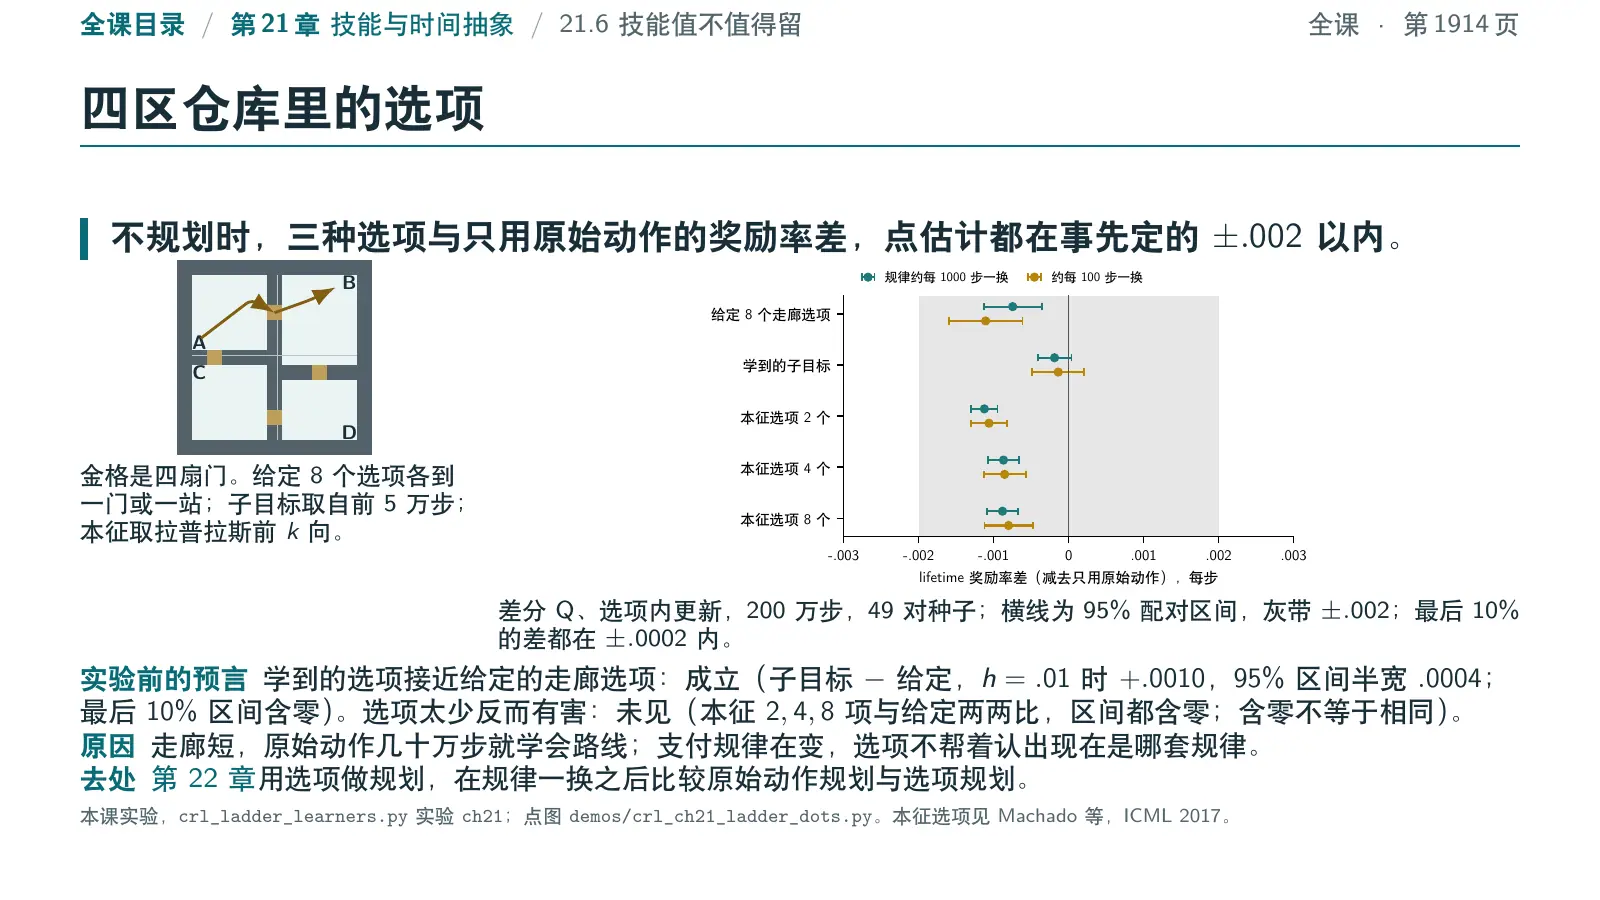 全课目录 / 第21章 技能与时间抽象 / 21.6 技能值不值得留
全课 · 第1914页
四区仓库里的选项
不规划时，三种选项与只用原始动作的奖励率差，点估计都在事先定的 ±.002 以内。
A
B
C
D
金格是四扇门。给定 8 个选项各到
一门或一站；子目标取自前 5 万步；
本征取拉普拉斯前 k 向。
规律约每 1000 步一换 约每 100 步一换
给定 8 个走廊选项
学到的子目标
本征选项 2 个
本征选项 4 个
本征选项 8 个
-.003 -.002 -.001 0 .001 .002 .003
lifetime 奖励率差（减去只用原始动作），每步
差分 Q、选项内更新，200 万步，49 对种子；横线为 95% 配对区间，灰带 ±.002；最后 10%
的差都在 ±.0002 内。
实验前的预言 学到的选项接近给定的走廊选项：成立（子目标 − 给定，h = .01 时 +.0010，95% 区间半宽 .0004；
最后 10% 区间含零）。选项太少反而有害：未见（本征 2, 4, 8 项与给定两两比，区间都含零；含零不等于相同）。
原因 走廊短，原始动作几十万步就学会路线；支付规律在变，选项不帮着认出现在是哪套规律。
去处 第 22 章用选项做规划，在规律一换之后比较原始动作规划与选项规划。
本课实验，crl_ladder_learners.py 实验 ch21；点图 demos/crl_ch21_ladder_dots.py。本征选项见 Machado 等，ICML 2017。